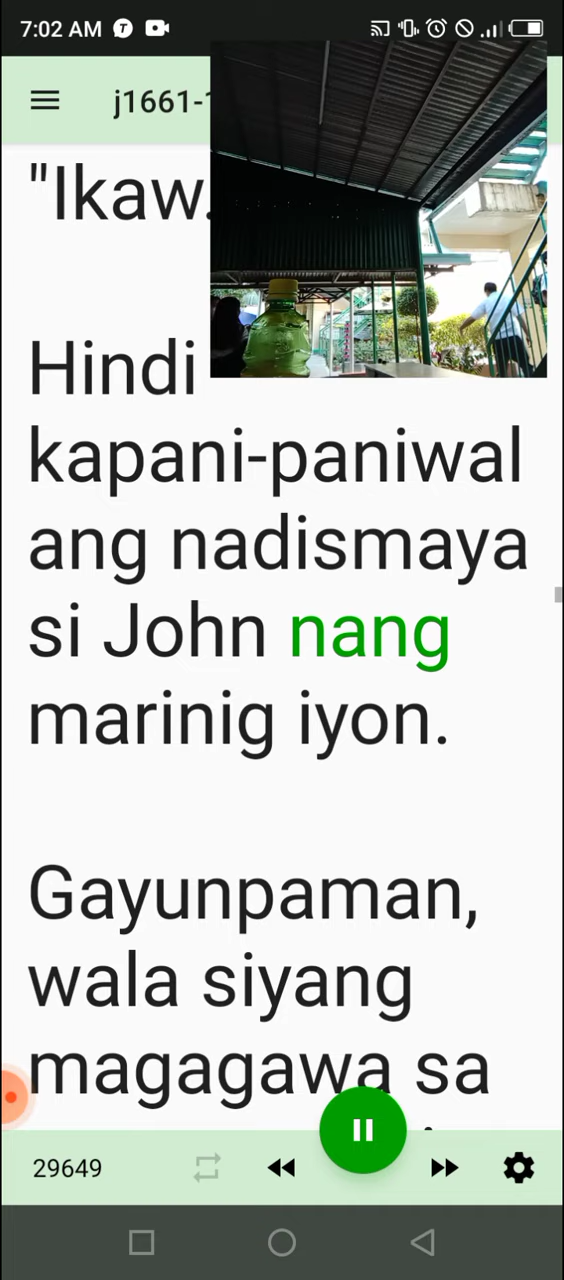 7:02 AM
j1661-1
"Ikaw.
Hindi
kapani-paniwal
ang nadismaya
si John nang
marinig iyon.
Gayunpaman,
wala siyang
magagawa sa
29649